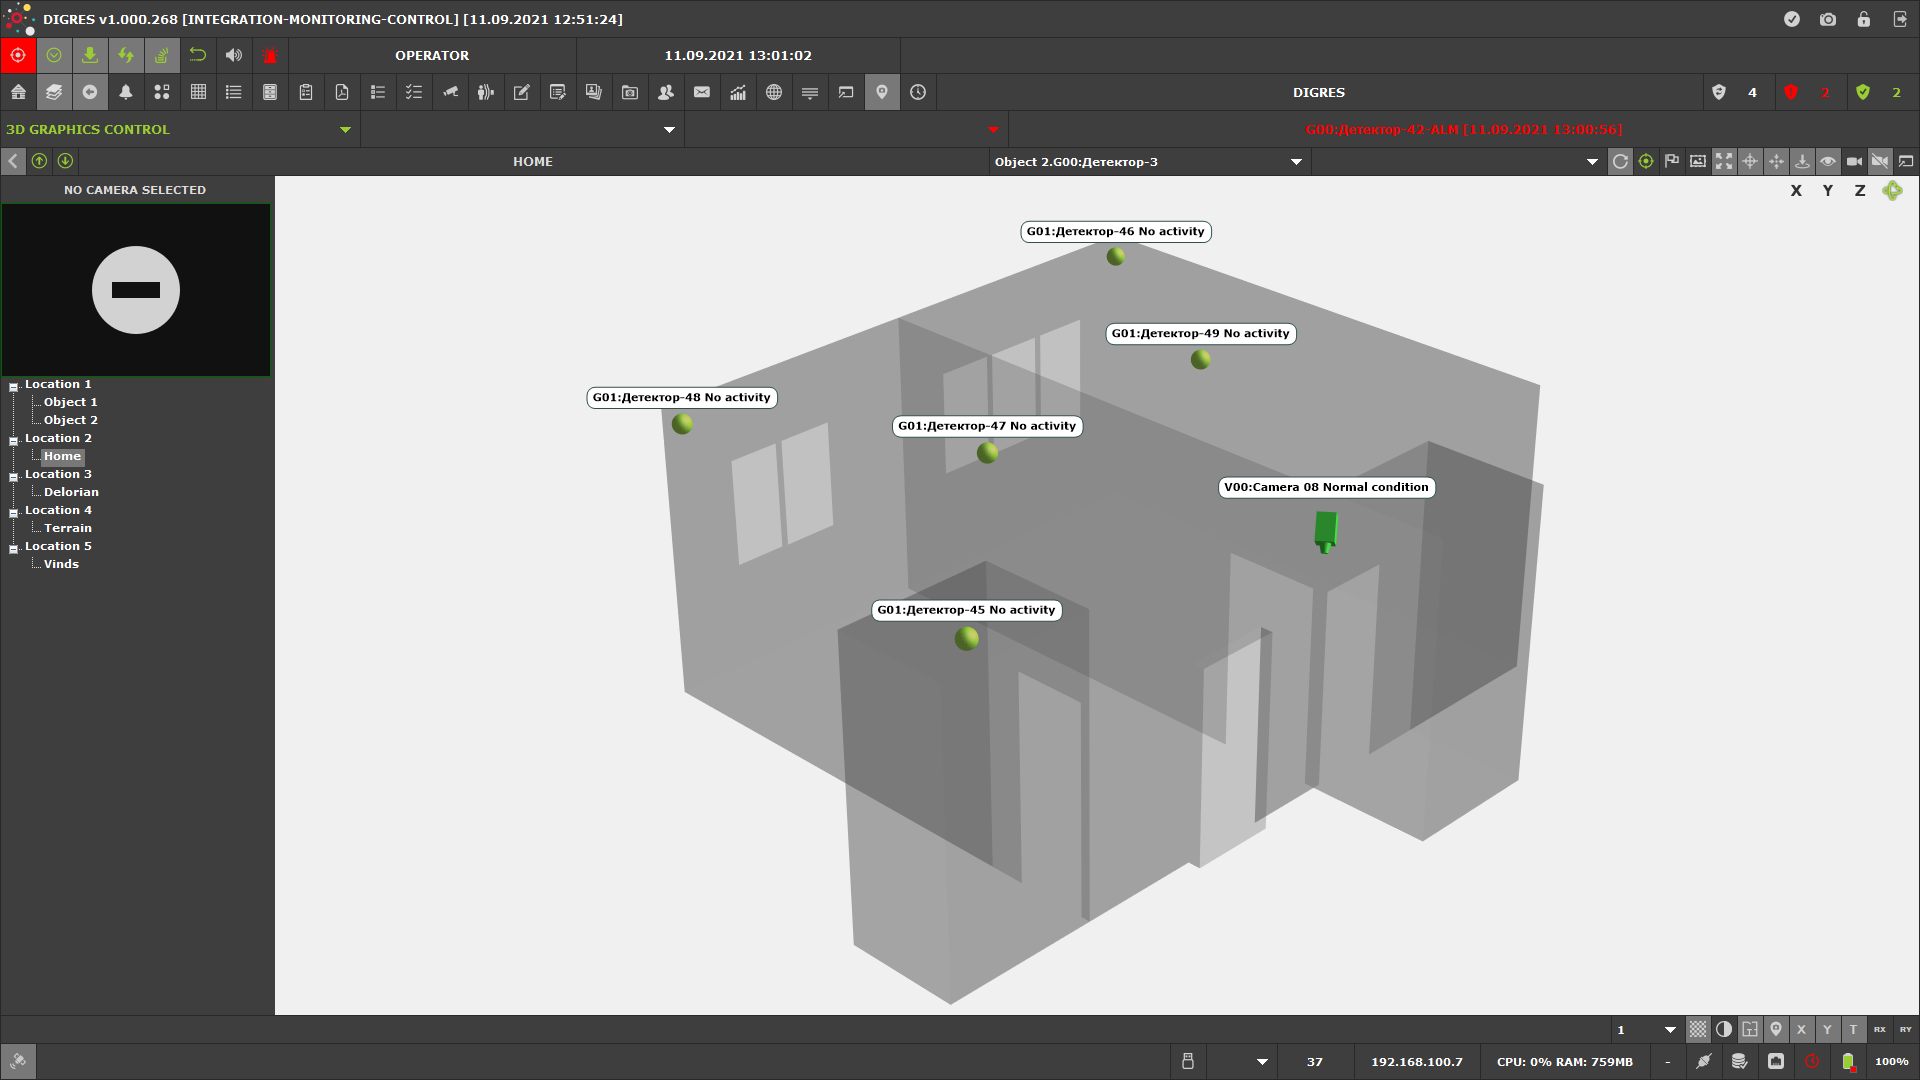 DIGRES v1.000.268 [INTEGRATION-MONITORING-CONTROL] [11.09.2021 12:51:24]
OPERATOR
11.09.2021 13:01:02
DIGRES
4
2
2
3D GRAPHICS CONTROL
G00:Детектор-42-ALM [11.09.2021 13:00:56]
HOME
Object 2.G00:Детектор-3
NO CAMERA SELECTED
X Y Z
Location 1
Object 1
Object 2
Location 2
Home
Location 3
Delorian
Location 4
Terrain
Location 5
Vinds
G01:Детектор-46 No activity
G01:Детектор-49 No activity
G01:Детектор-48 No activity
G01:Детектор-47 No activity
V00:Camera 08 Normal condition
G01:Детектор-45 No activity
1
X Y T RX RY
37
192.168.100.7
CPU: 0% RAM: 759MB
-
100%